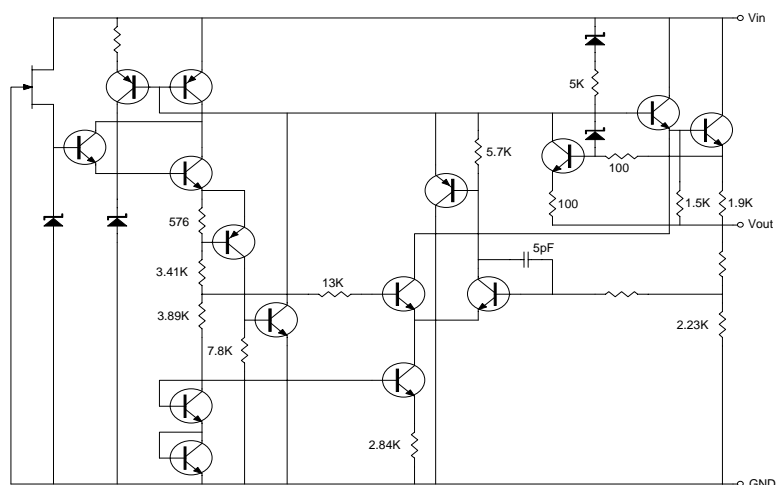 Vin
5K
5.7K
100
576
100
1.5K
1.9K
Vout
5pF
3.41K
13K
3.89K
2.23K
7.8K
2.84K
GND